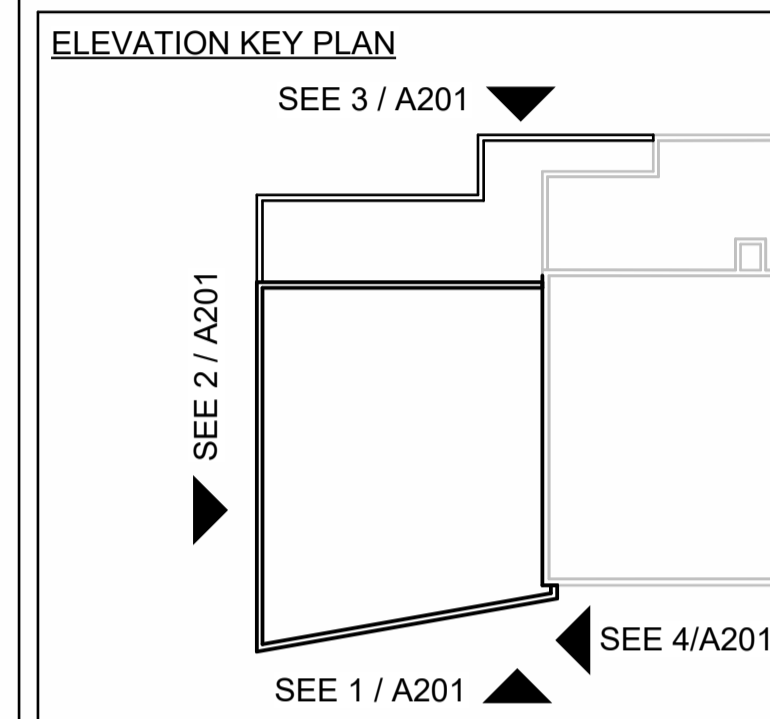 ELEVATION KEY PLAN
SEE 3 / A201
SEE 2 / A201
SEE 4/A201
SEE 1 / A201